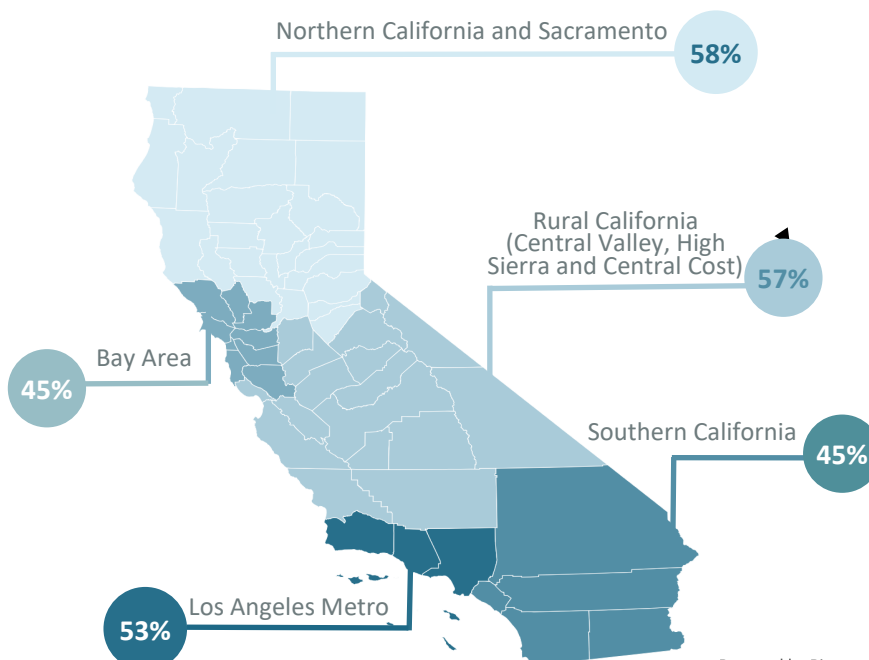 Northern California and Sacramento
58%
Rural California
(Central Valley, High
Sierra and Central Cost)
57%
Bay Area
45%
Southern California
45%
Los Angeles Metro
53%